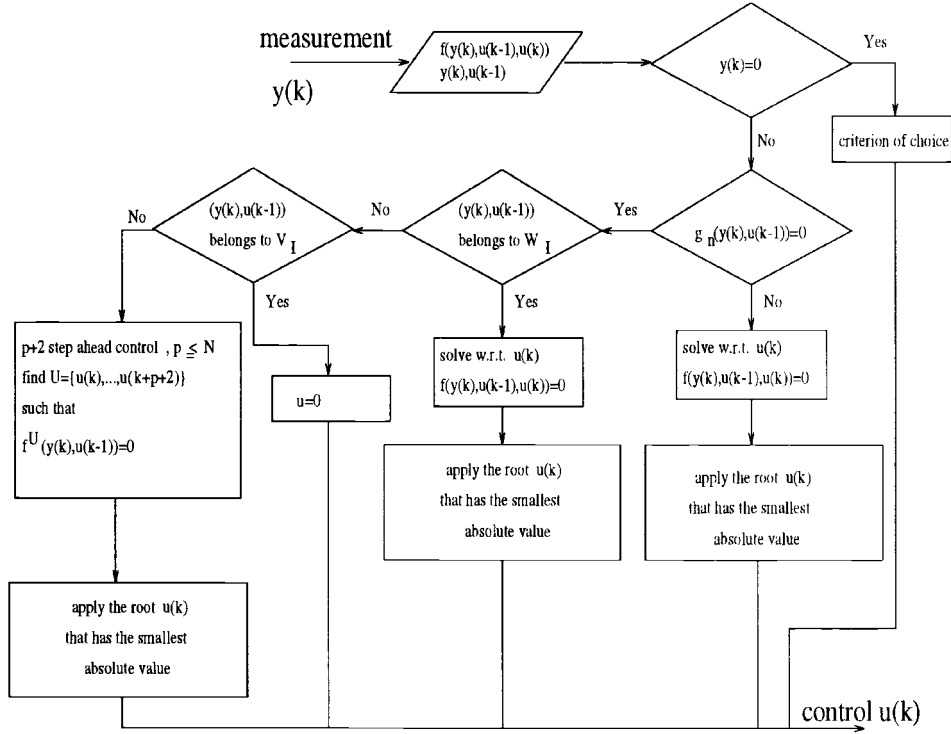 measurement
y(k)
f(y(k),u(k-1),u(k))
y(k),u(k-1)
y(k)=0
Yes
criterion of choice
No
g n(y(k),u(k-1))=0
Yes
(y(k),u(k-1))
belongs to W I
No
(y(k),u(k-1))
belongs to V I
No
Yes
Yes
No
p+2 step ahead control , p ≤ N
find U={u(k),...,u(k+p+2)}
such that
f U (y(k),u(k-1))=0
u=0
solve w.r.t. u(k)
f(y(k),u(k-1),u(k))=0
solve w.r.t. u(k)
f(y(k),u(k-1),u(k))=0
apply the root u(k)
that has the smallest
absolute value
apply the root u(k)
that has the smallest
absolute value
apply the root u(k)
that has the smallest
absolute value
control u(k)